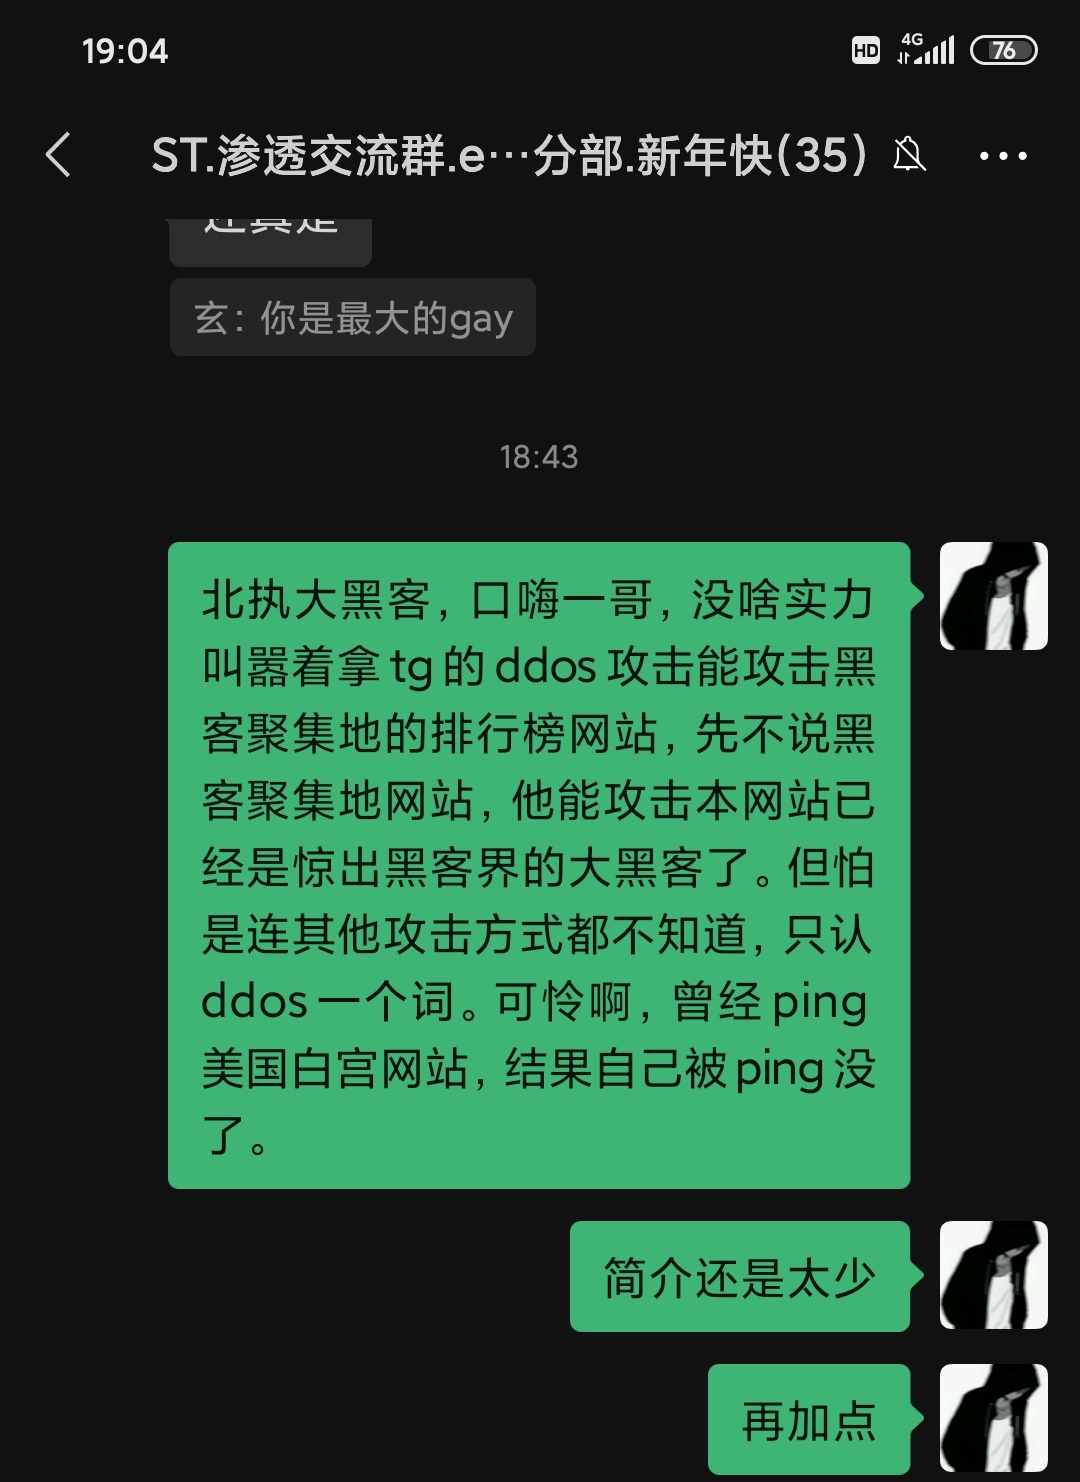 19:04
HD 4G 76
ST.渗透交流群.e…分部.新年快(35)
玄：你是最大的gay
18:43
北执大黑客，口嗨一哥，没啥实力
叫嚣着拿tg的ddos攻击能攻击黑
客聚集地的排行榜网站，先不说黑
客聚集地网站，他能攻击本网站已
经是惊出黑客界的大黑客了。但怕
是连其他攻击方式都不知道，只认
ddos一个词。可怜啊，曾经ping
美国白宫网站，结果自己被ping没
了。
简介还是太少
再加点